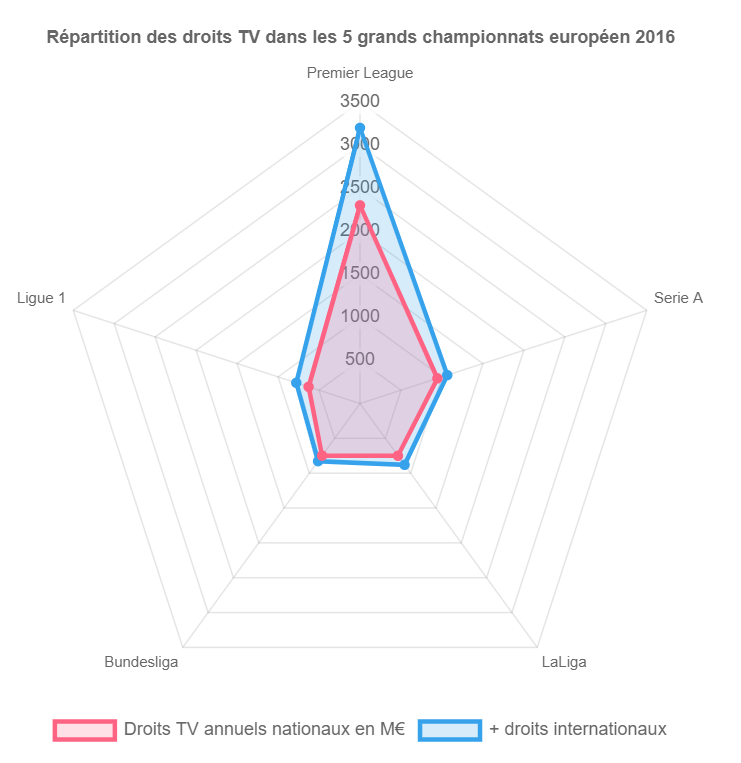 Répartition des droits TV dans les 5 grands championnats européen 2016
Premier League
3500
3000
2500
2000
1500
1000
500
Ligue 1
Serie A
Bundesliga
LaLiga
Droits TV annuels nationaux en M€
+ droits internationaux